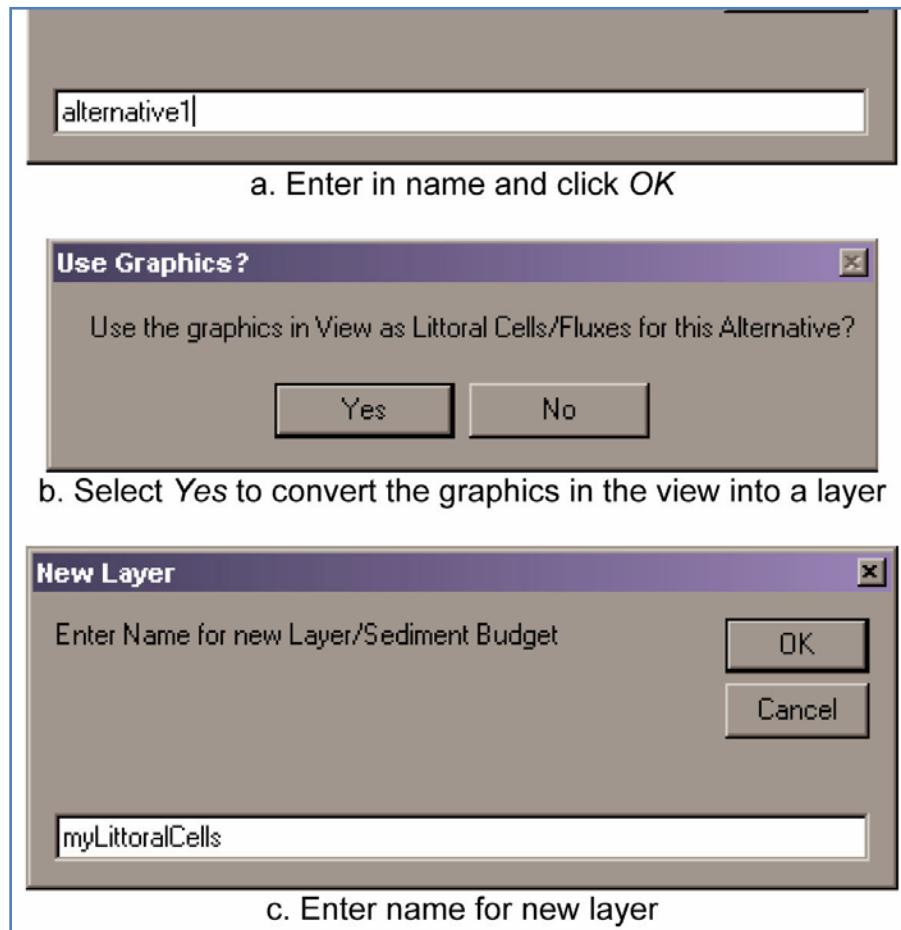 alternative1
a. Enter in name and click OK
Use Graphics?
Use the graphics in View as Littoral Cells/Fluxes for this Alternative?
Yes No
b. Select Yes to convert the graphics in the view into a layer
New Layer
Enter Name for new Layer/Sediment Budget
OK
Cancel
myLittoralCells
c. Enter name for new layer